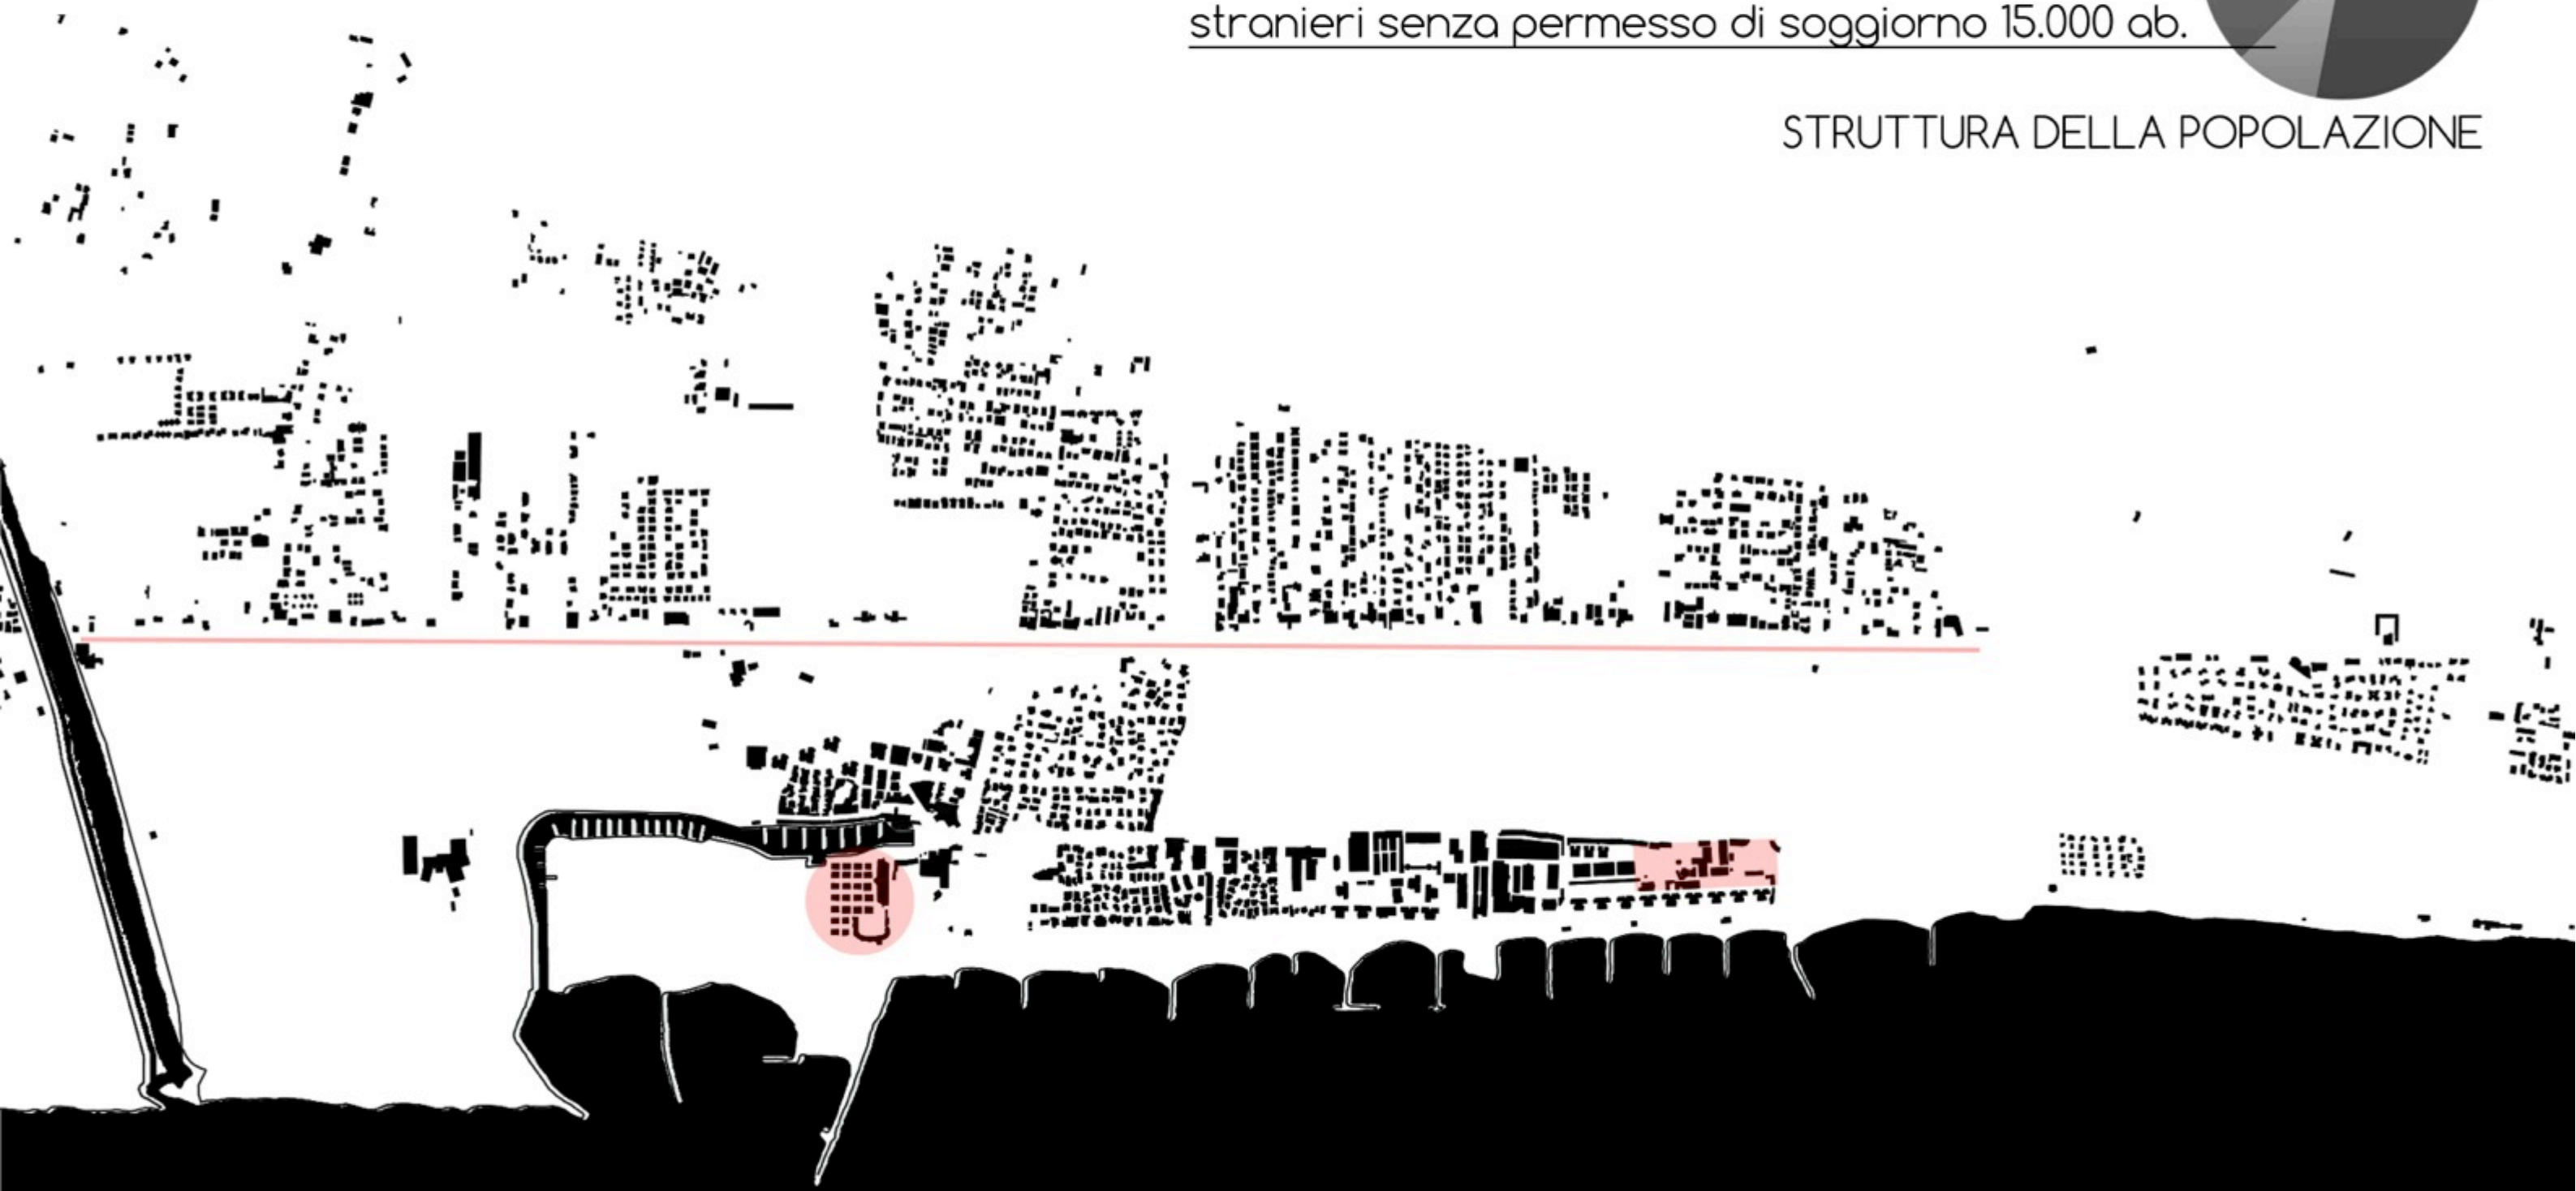 stranieri senza permesso di soggiorno 15.000 ab.
STRUTTURA DELLA POPOLAZIONE